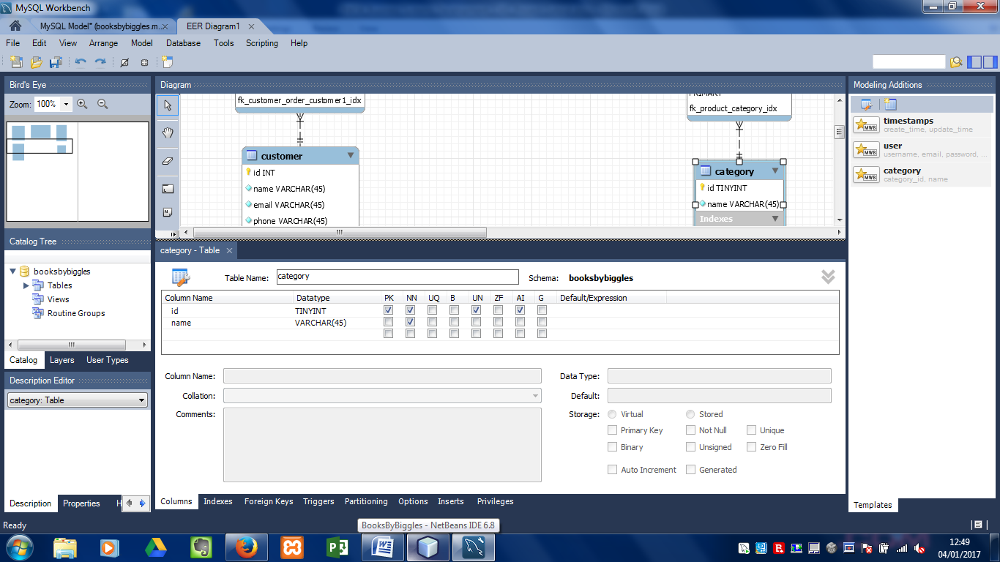 MySQL Workbench
MySQL Model* (booksbybiggles.m...
EER Diagram1
File Edit View Arrange Model Database Tools Scripting Help
Bird's Eye
Zoom: 100%
Diagram
fk_customer_order_customer1_idx
customer
id INT
name VARCHAR(45)
email VARCHAR(45)
phone VARCHAR(45)
PRIMARY
fk_product_category_idx
category
id TINYINT
name VARCHAR(45)
Indexes
Modeling Additions
timestamps
create_time, update_time
user
username, email, password, ...
category
category_id, name
Templates
Catalog Tree
booksbybiggles
Tables
Views
Routine Groups
Catalog Layers User Types
Description Editor
category: Table
Description Properties H
category - Table
Table Name: category Schema: booksbybiggles
Column Name Datatype PK NN UQ B UN ZF AI G Default/Expression
id TINYINT
name VARCHAR(45)
Column Name: Data Type:
Collation: Default:
Comments: Storage: Virtual Stored
Primary Key Not Null Unique
Binary Unsigned Zero Fill
Auto Increment Generated
Columns Indexes Foreign Keys Triggers Partitioning Options Inserts Privileges
Ready
BooksByBiggles - NetBeans IDE 6.8
12:49
04/01/2017